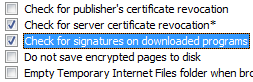 Check for publisher's certificate revocation
Check for server certificate revocation*
Check for signatures on downloaded programs
Do not save encrypted pages to disk
Empty Temporary Internet Files folder when